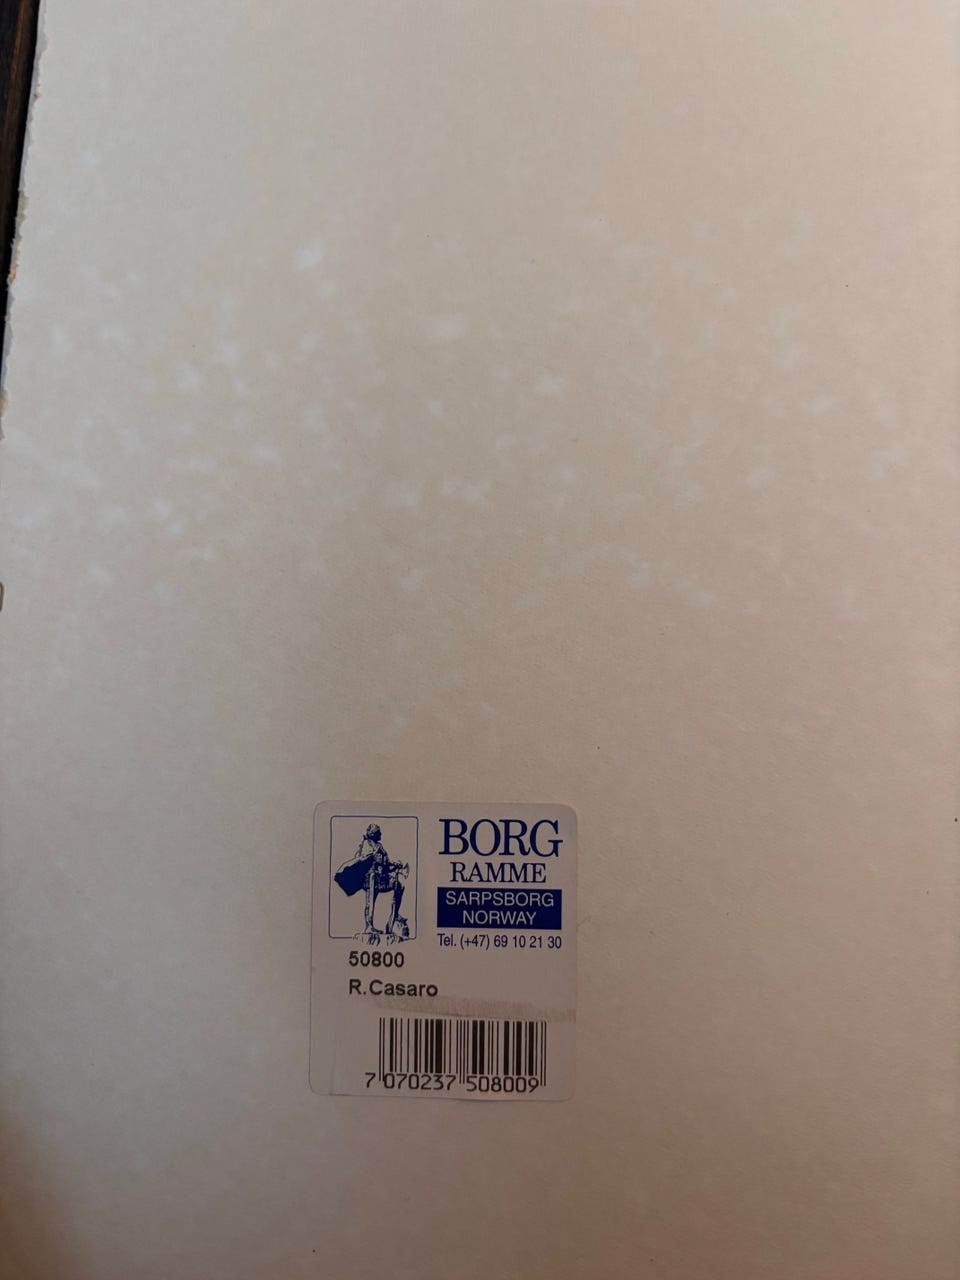 BORG
RAMME
SARPSBORG
NORWAY
Tel. (+47) 69 10 21 30
50800
R.Casaro
7 070237 508009